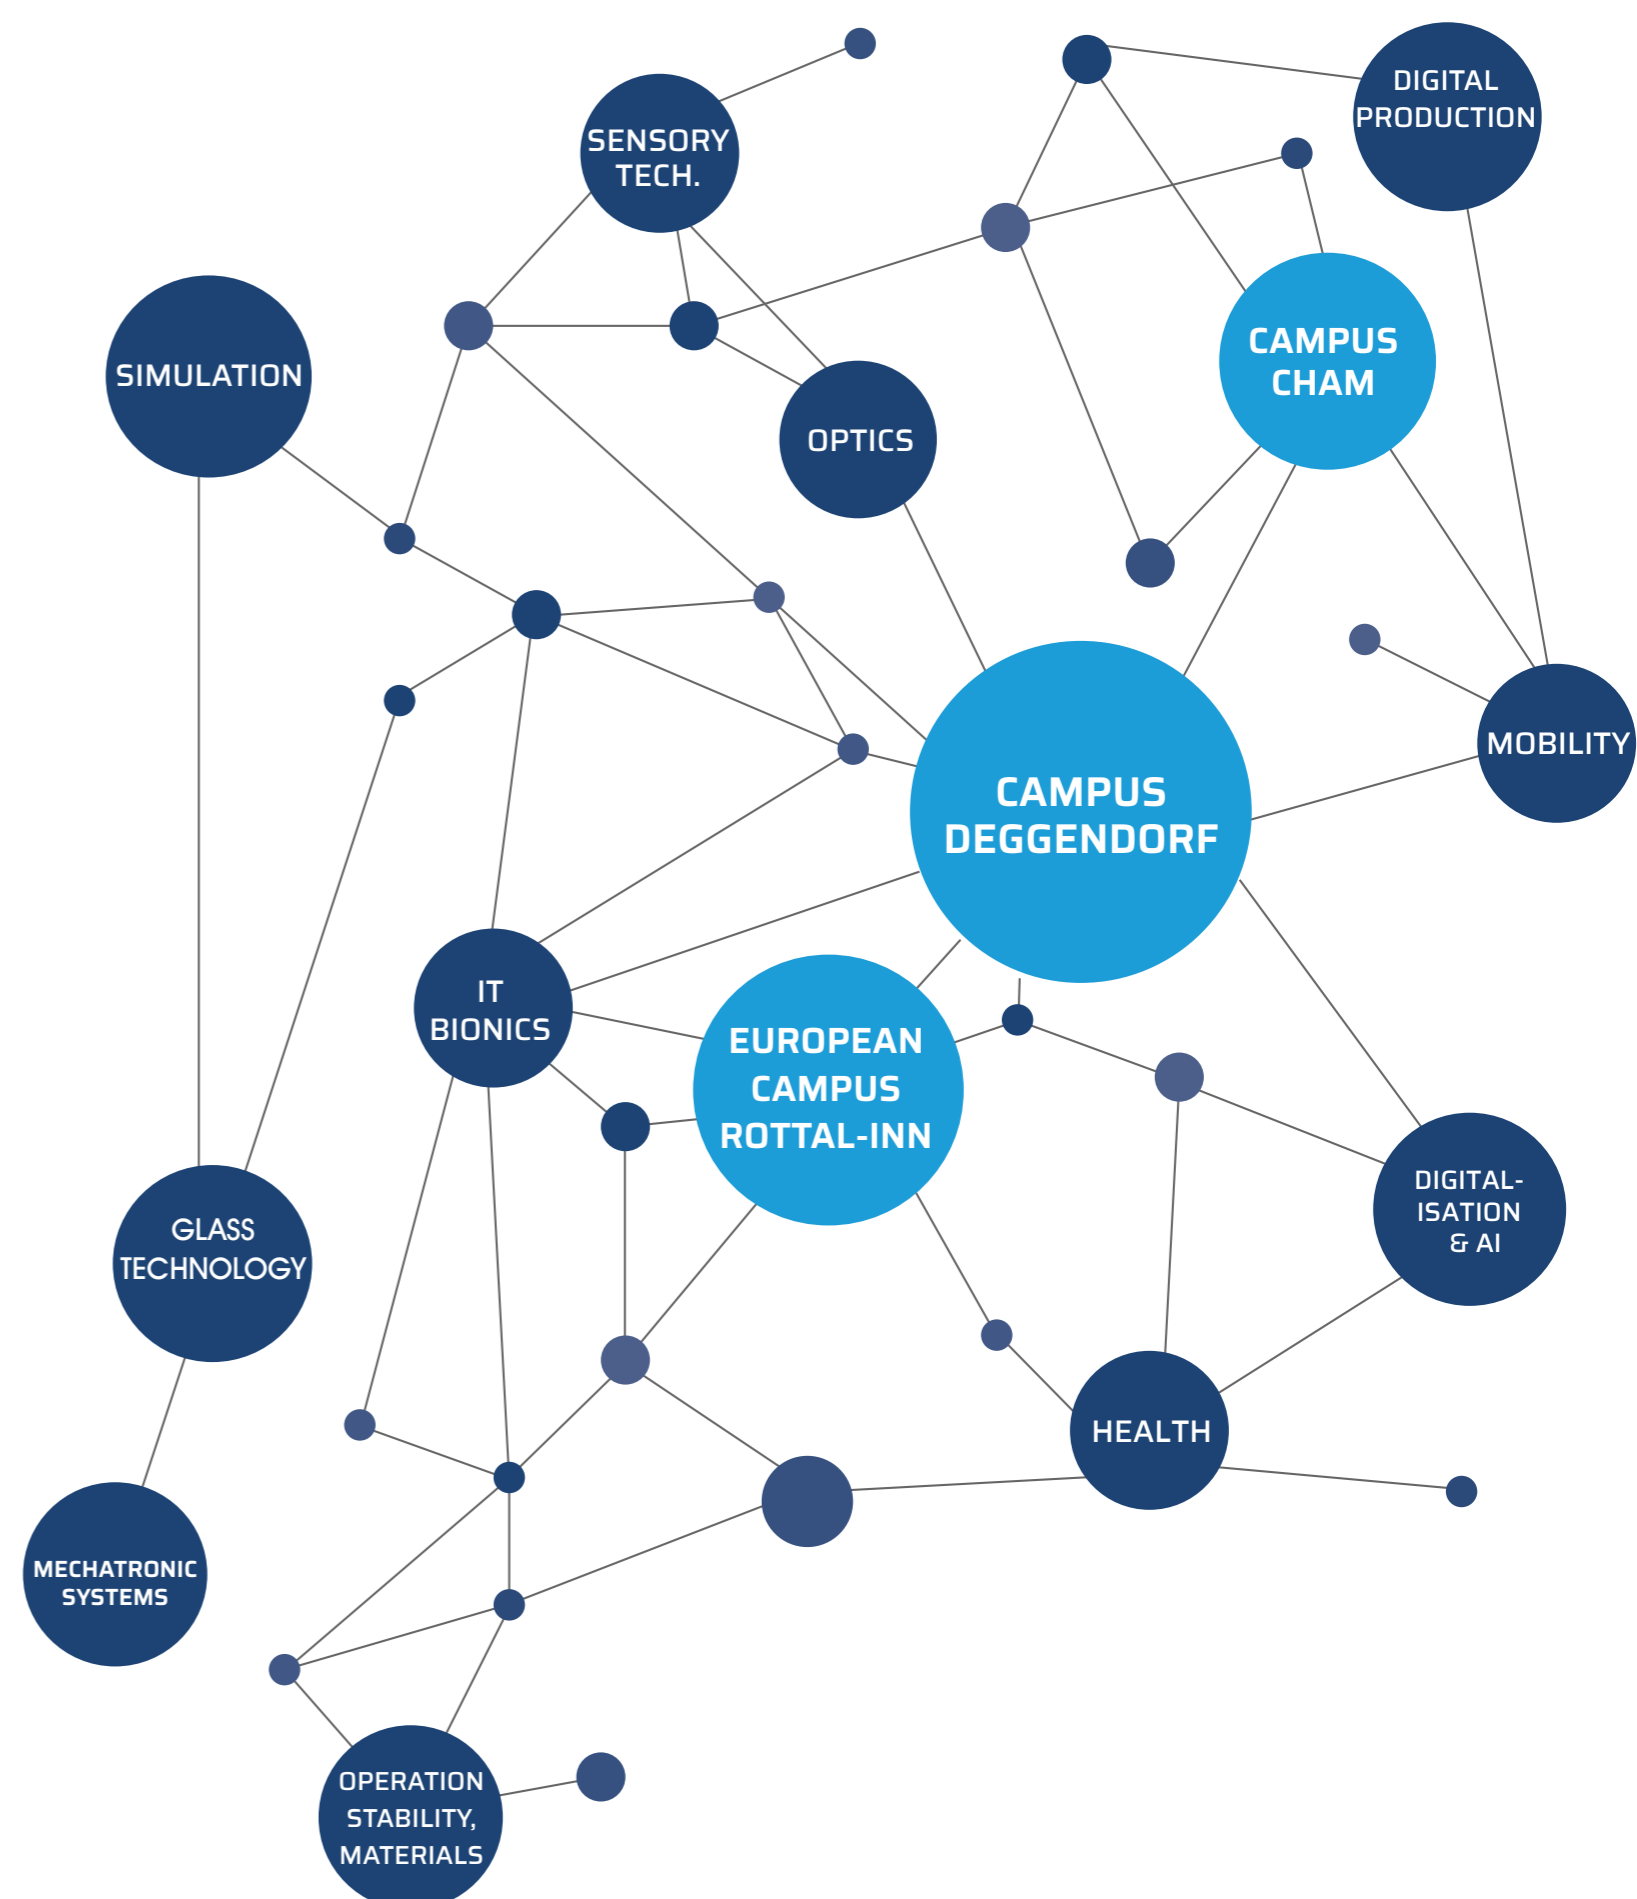 DIGITAL
PRODUCTION
SENSORY
TECH.
CAMPUS
CHAM
SIMULATION
OPTICS
MOBILITY
CAMPUS
DEGGENDORF
IT
BIONICS
EUROPEAN
CAMPUS
ROTTAL-INN
DIGITAL-
ISATION
& AI
GLASS
TECHNOLOGY
HEALTH
MECHATRONIC
SYSTEMS
OPERATION
STABILITY,
MATERIALS